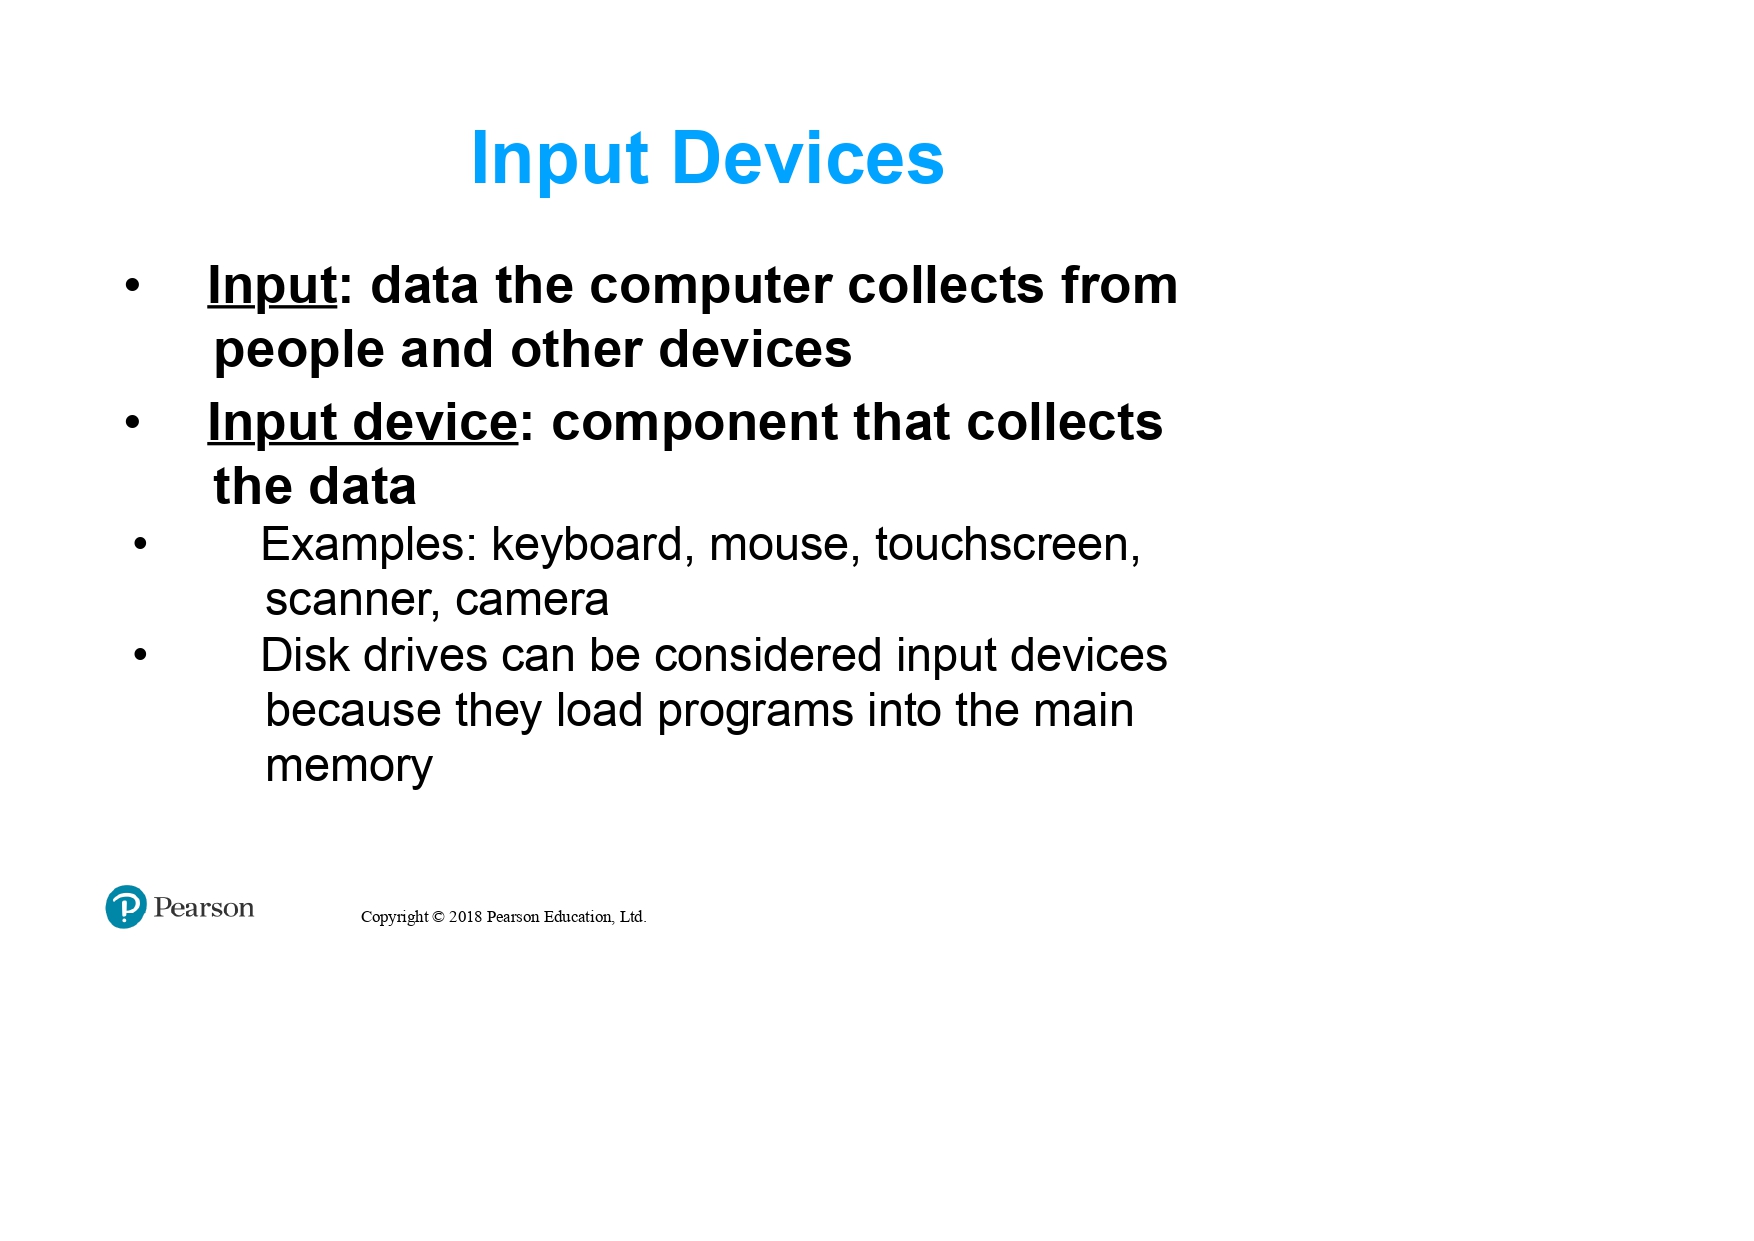 Input Devices
• Input: data the computer collects from
people and other devices
• Input device: component that collects
the data
• Examples: keyboard, mouse, touchscreen,
scanner, camera
• Disk drives can be considered input devices
because they load programs into the main
memory
Pearson
Copyright © 2018 Pearson Education, Ltd.